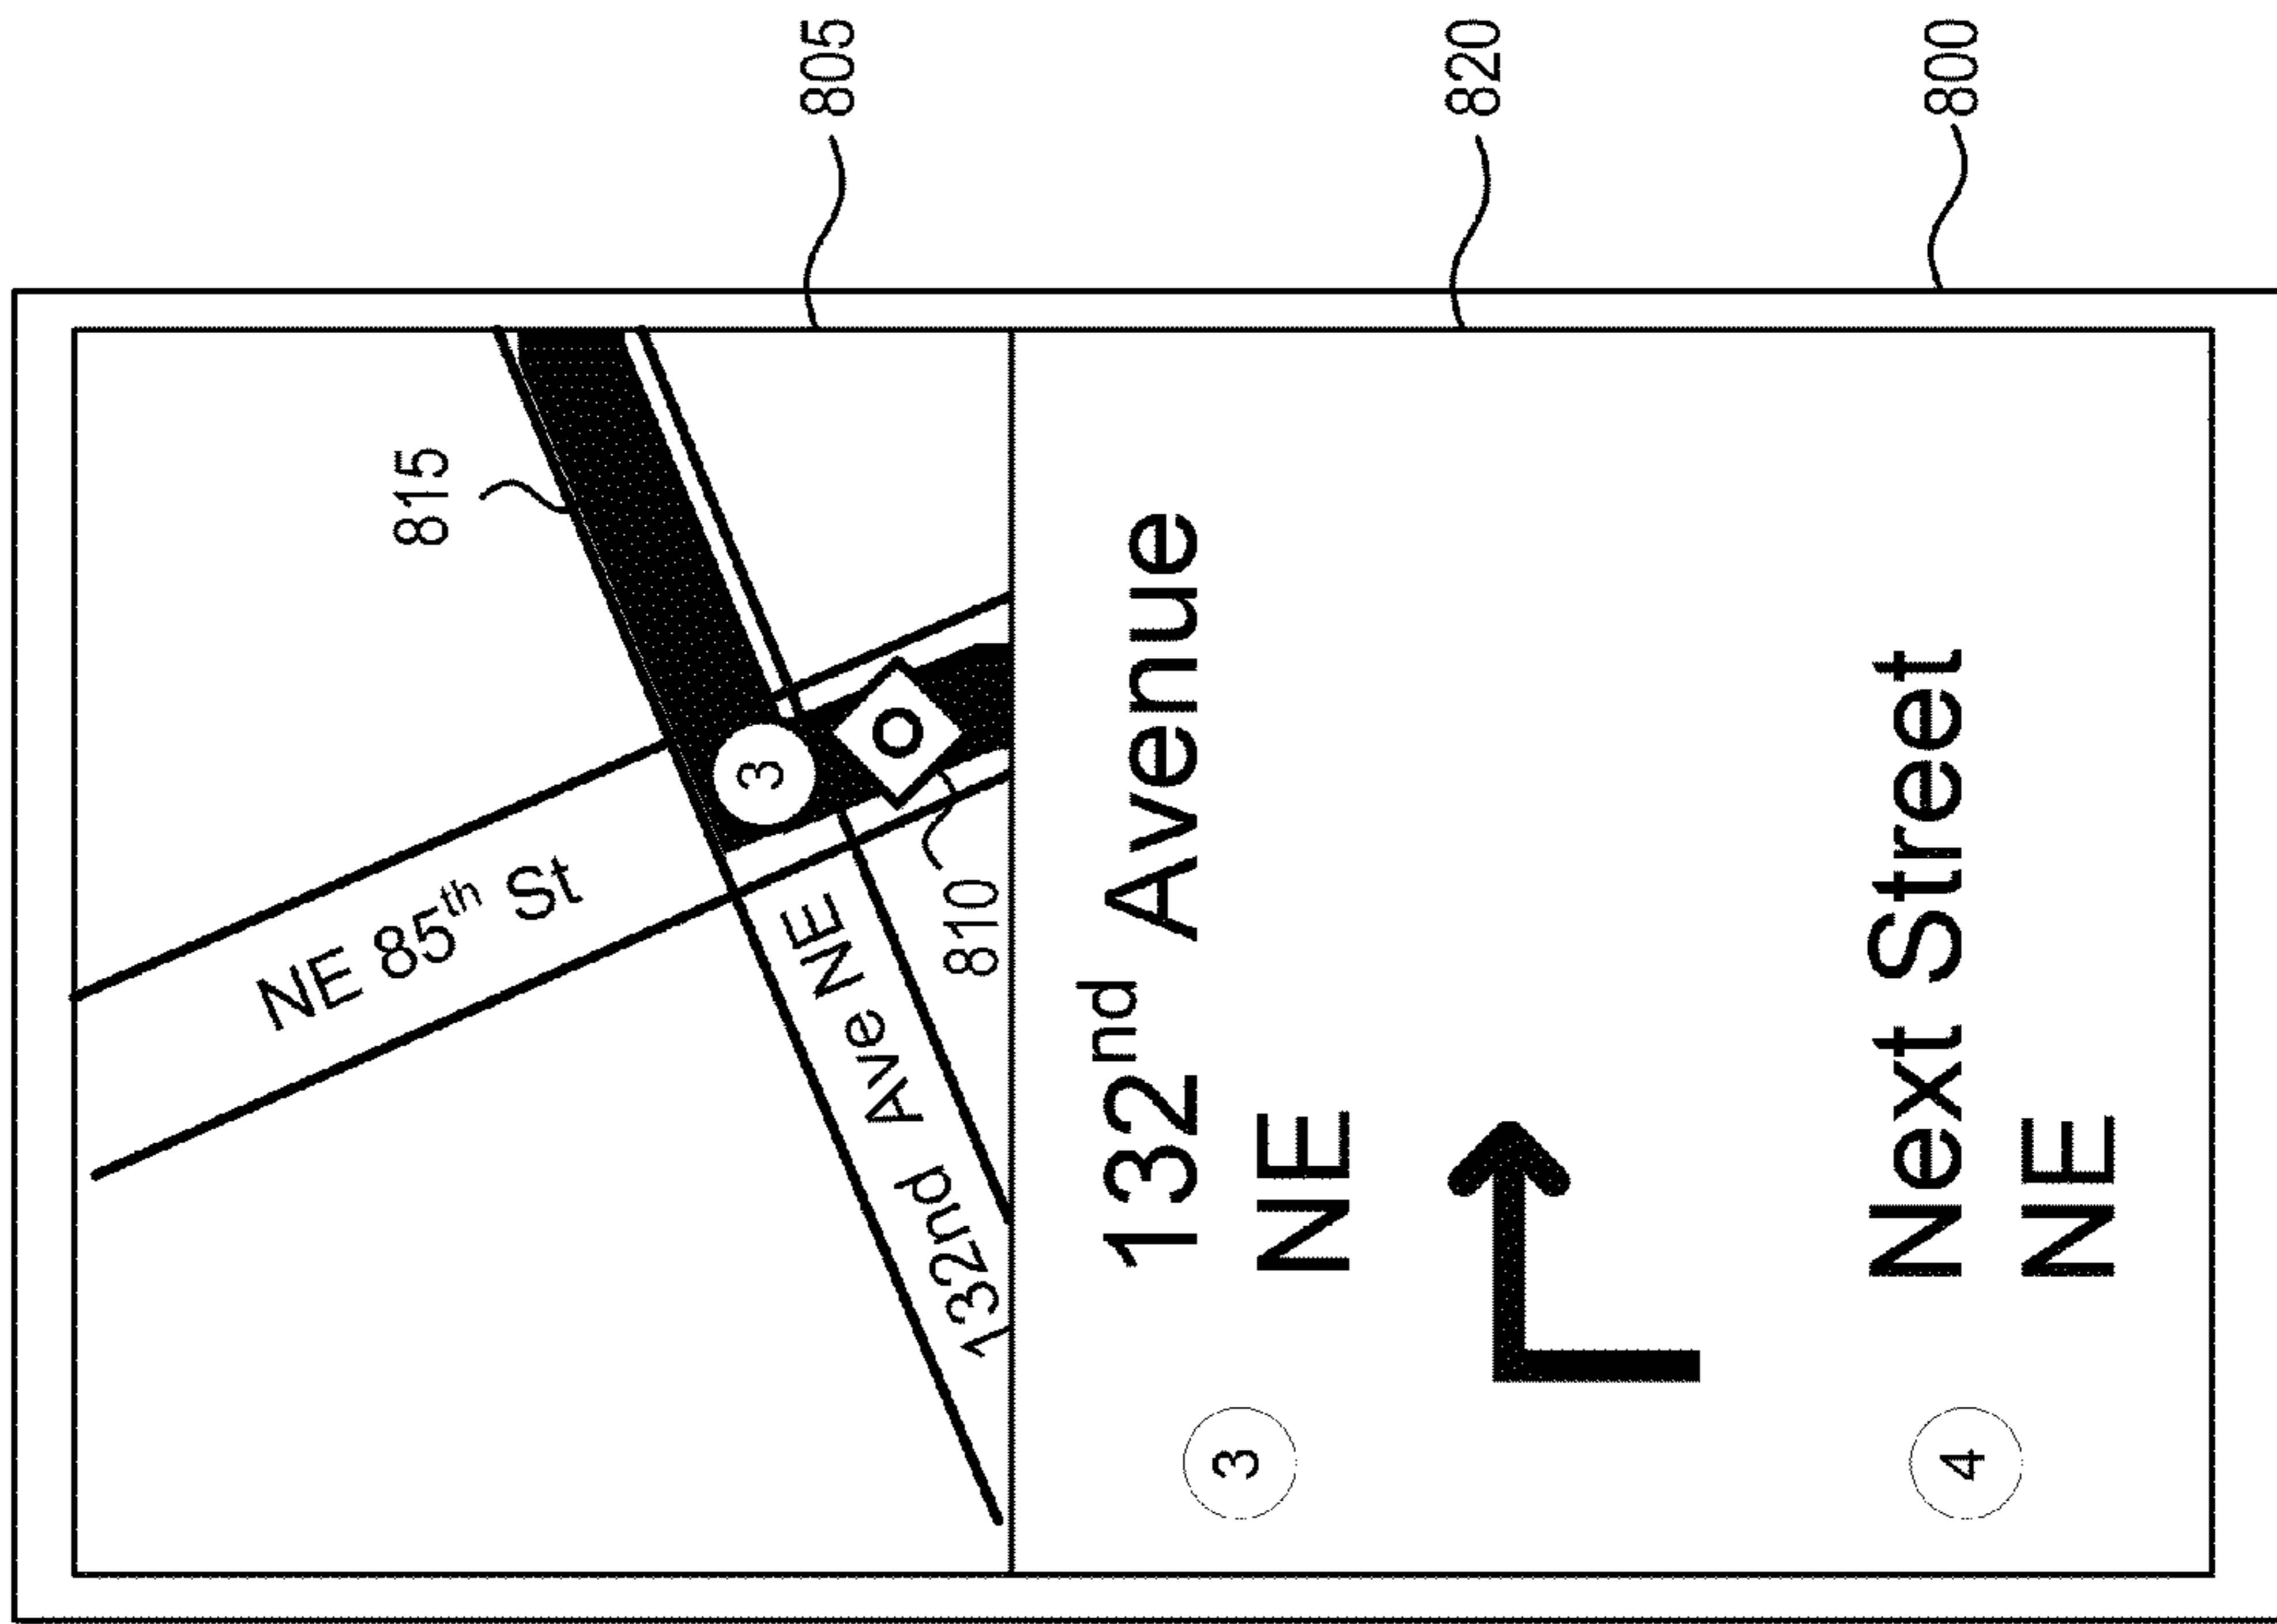 NE 85th St
815
3
805
132nd Ave NE
810
3
132nd Avenue
NE
820
4
Next Street
NE
800